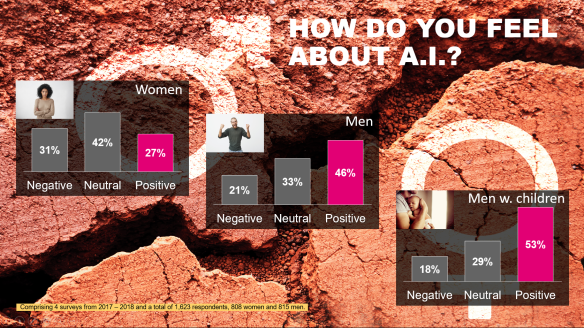 HOW DO YOU FEEL
ABOUT A.I.?
Women
31%
42%
27%
Negative
Neutral
Positive
Men
21%
33%
46%
Negative
Neutral
Positive
Men w. children
18%
29%
53%
Negative
Neutral
Positive
Comprising 4 surveys from 2017 – 2018 and a total of 1,623 respondents, 808 women and 815 men.